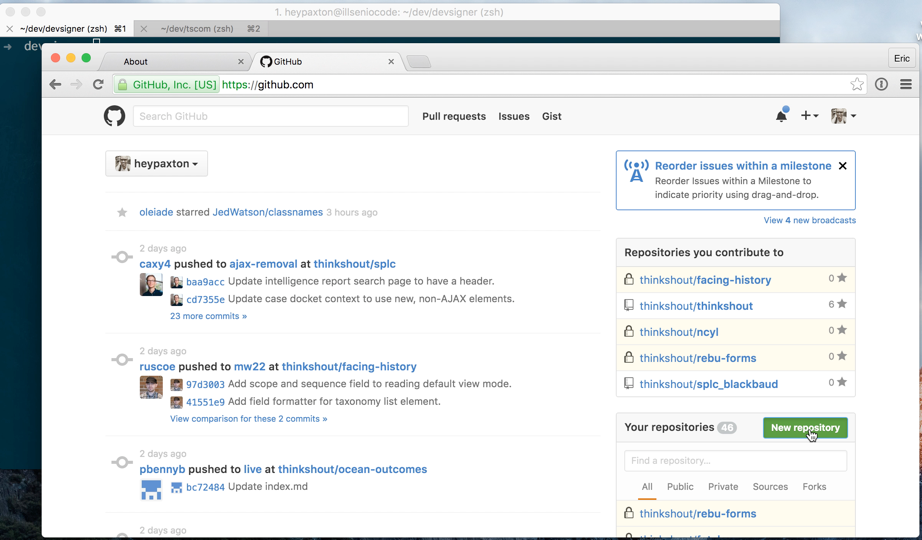 1. heypaxton@illseniocode: ~/dev/devsigner (zsh)
~/dev/devsigner (zsh) ⌘1
~/dev/tscom (zsh) ⌘2
About
GitHub
Eric
GitHub, Inc. [US] https://github.com
Search GitHub
Pull requests Issues Gist
heypaxton
oleiade starred JedWatson/classnames 3 hours ago
2 days ago
caxy4 pushed to ajax-removal at thinkshout/splc
baa9acc Update intelligence report search page to have a header.
cd7355e Update case docket context to use new, non-AJAX elements.
23 more commits »
2 days ago
ruscoe pushed to mw22 at thinkshout/facing-history
97d3003 Add scope and sequence field to reading default view mode.
41551e9 Add field formatter for taxonomy list element.
View comparison for these 2 commits »
2 days ago
pbennyb pushed to live at thinkshout/ocean-outcomes
bc72484 Update index.md
3 days ago
Reorder issues within a milestone
Reorder Issues within a Milestone to
indicate priority using drag-and-drop.
View 4 new broadcasts
Repositories you contribute to
thinkshout/facing-history 0
thinkshout/thinkshout 6
thinkshout/ncyl 0
thinkshout/rebu-forms 0
thinkshout/splc_blackbaud 0
Your repositories 46
New repository
Find a repository...
All Public Private Sources Forks
thinkshout/rebu-forms